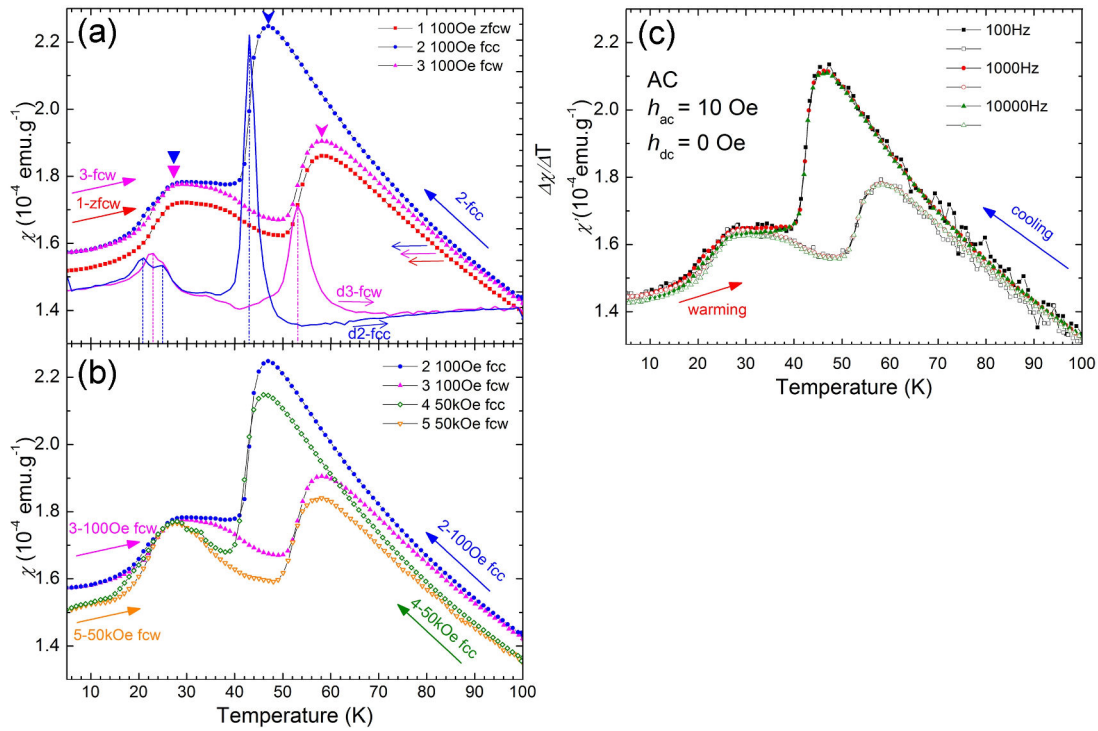 (a)
1 100Oe zfcw
2 100Oe fcc
3 100Oe fcw
3-fcw
1-zfcw
2-fcc
d3-fcw
d2-fcc
χ (10⁻⁴ emu.g⁻¹)
2.2
2.0
1.8
1.6
1.4
Δχ/ΔT
(b)
2 100Oe fcc
3 100Oe fcw
4 50kOe fcc
5 50kOe fcw
3-100Oe fcw
5-50kOe fcw
2-100Oe fcc
4-50kOe fcc
χ (10⁻⁴ emu.g⁻¹)
2.2
2.0
1.8
1.6
1.4
10 20 30 40 50 60 70 80 90 100
Temperature (K)
(c)
100Hz
1000Hz
10000Hz
AC
hac = 10 Oe
hdc = 0 Oe
cooling
warming
χ'(10⁻⁴ emu.g⁻¹)
2.2
2.0
1.8
1.6
1.4
10 20 30 40 50 60 70 80 90 100
Temperature (K)